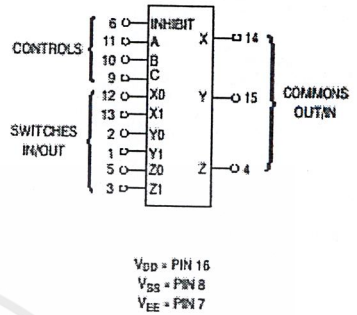 6 INHIBIT
11 A
10 B
9 C
12 X0
13 X1
2 Y0
1 Y1
5 Z0
3 Z1
CONTROLS
SWITCHES
IN/OUT
X 14
Y 15
Z 4
COMMONS
OUT/IN
VDD = PIN 16
VSS = PIN 8
VEE = PIN 7